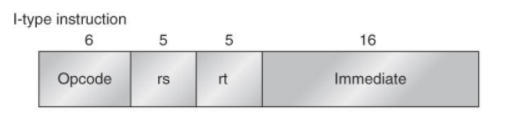 I-type instruction
6 5 5 16
Opcode rs rt Immediate